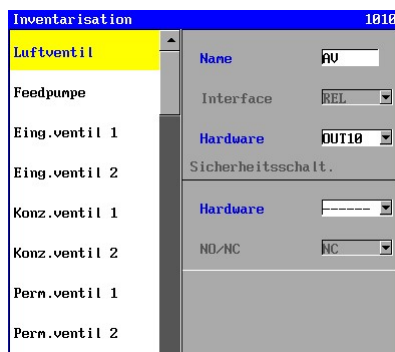 Inventarisation 1010
Luftventil
Feedpumpe
Eing.ventil 1
Eing.ventil 2
Konz.ventil 1
Konz.ventil 2
Perm.ventil 1
Perm.ventil 2
Name AV
Interface REL
Hardware OUT10
Sicherheitsschalt.
Hardware ------
NO/NC NC